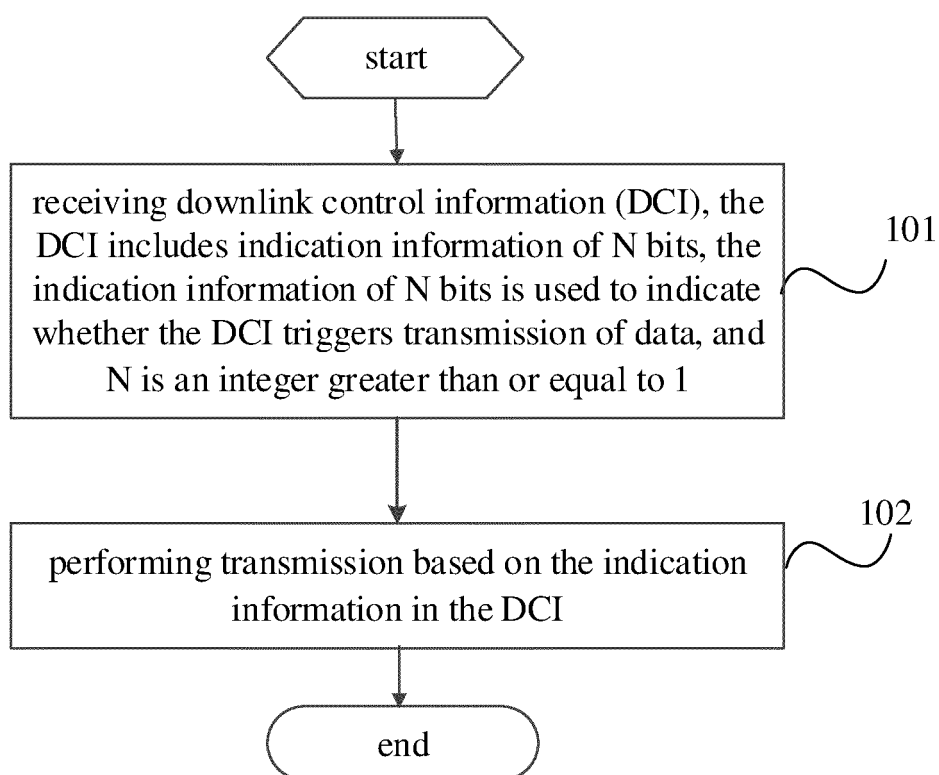 start
receiving downlink control information (DCI), the
DCI includes indication information of N bits, the
indication information of N bits is used to indicate
whether the DCI triggers transmission of data, and
N is an integer greater than or equal to 1
101
performing transmission based on the indication
information in the DCI
102
end